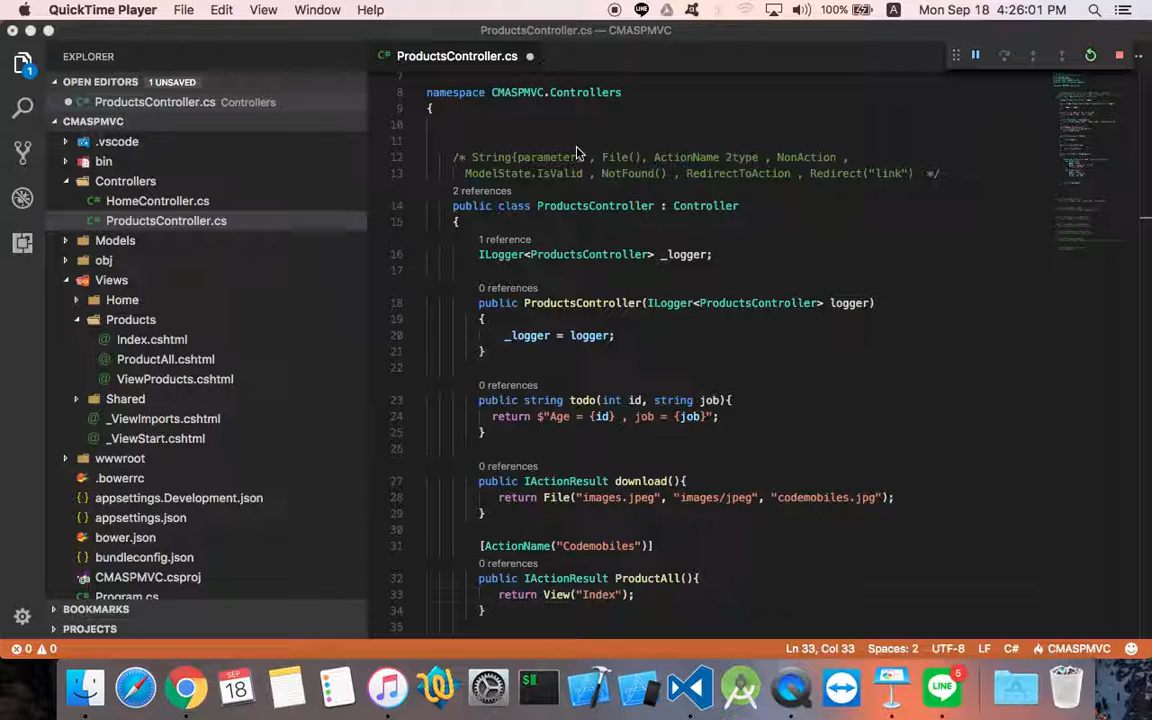 QuickTime Player File Edit View Window Help 100% A Mon Sep 18 4:26:01 PM
ProductsController.cs — CMASPMVC
EXPLORER
ProductsController.cs
OPEN EDITORS 1 UNSAVED
ProductsController.cs Controllers
CMASPMVC
.vscode
bin
Controllers
HomeController.cs
ProductsController.cs
Models
obj
Views
Home
Products
Index.cshtml
ProductAll.cshtml
ViewProducts.cshtml
Shared
_ViewImports.cshtml
_ViewStart.cshtml
wwwroot
.bowerrc
appsettings.Development.json
appsettings.json
bower.json
bundleconfig.json
CMASPMVC.csproj
Program.cs
BOOKMARKS
PROJECTS
1
7
8 namespace CMASPMVC.Controllers
9 {
10
11
12 /* String{parameter , File(), ActionName 2type , NonAction ,
13 ModelState.IsValid , NotFound() , RedirectToAction , Redirect("link") */
2 references
14 public class ProductsController : Controller
15 {
1 reference
16 ILogger<ProductsController> _logger;
17
0 references
18 public ProductsController(ILogger<ProductsController> logger)
19 {
20 _logger = logger;
21 }
22
0 references
23 public string todo(int id, string job){
24 return $"Age = {id} , job = {job}";
25 }
26
0 references
27 public IActionResult download(){
28 return File("images.jpeg", "images/jpeg", "codemobiles.jpg");
29 }
30
31 [ActionName("Codemobiles")]
0 references
32 public IActionResult ProductAll(){
33 return View("Index");
34 }
35
0 0 Ln 33, Col 33 Spaces: 2 UTF-8 LF C# CMASPMVC
SEP
18
$
LINE
5